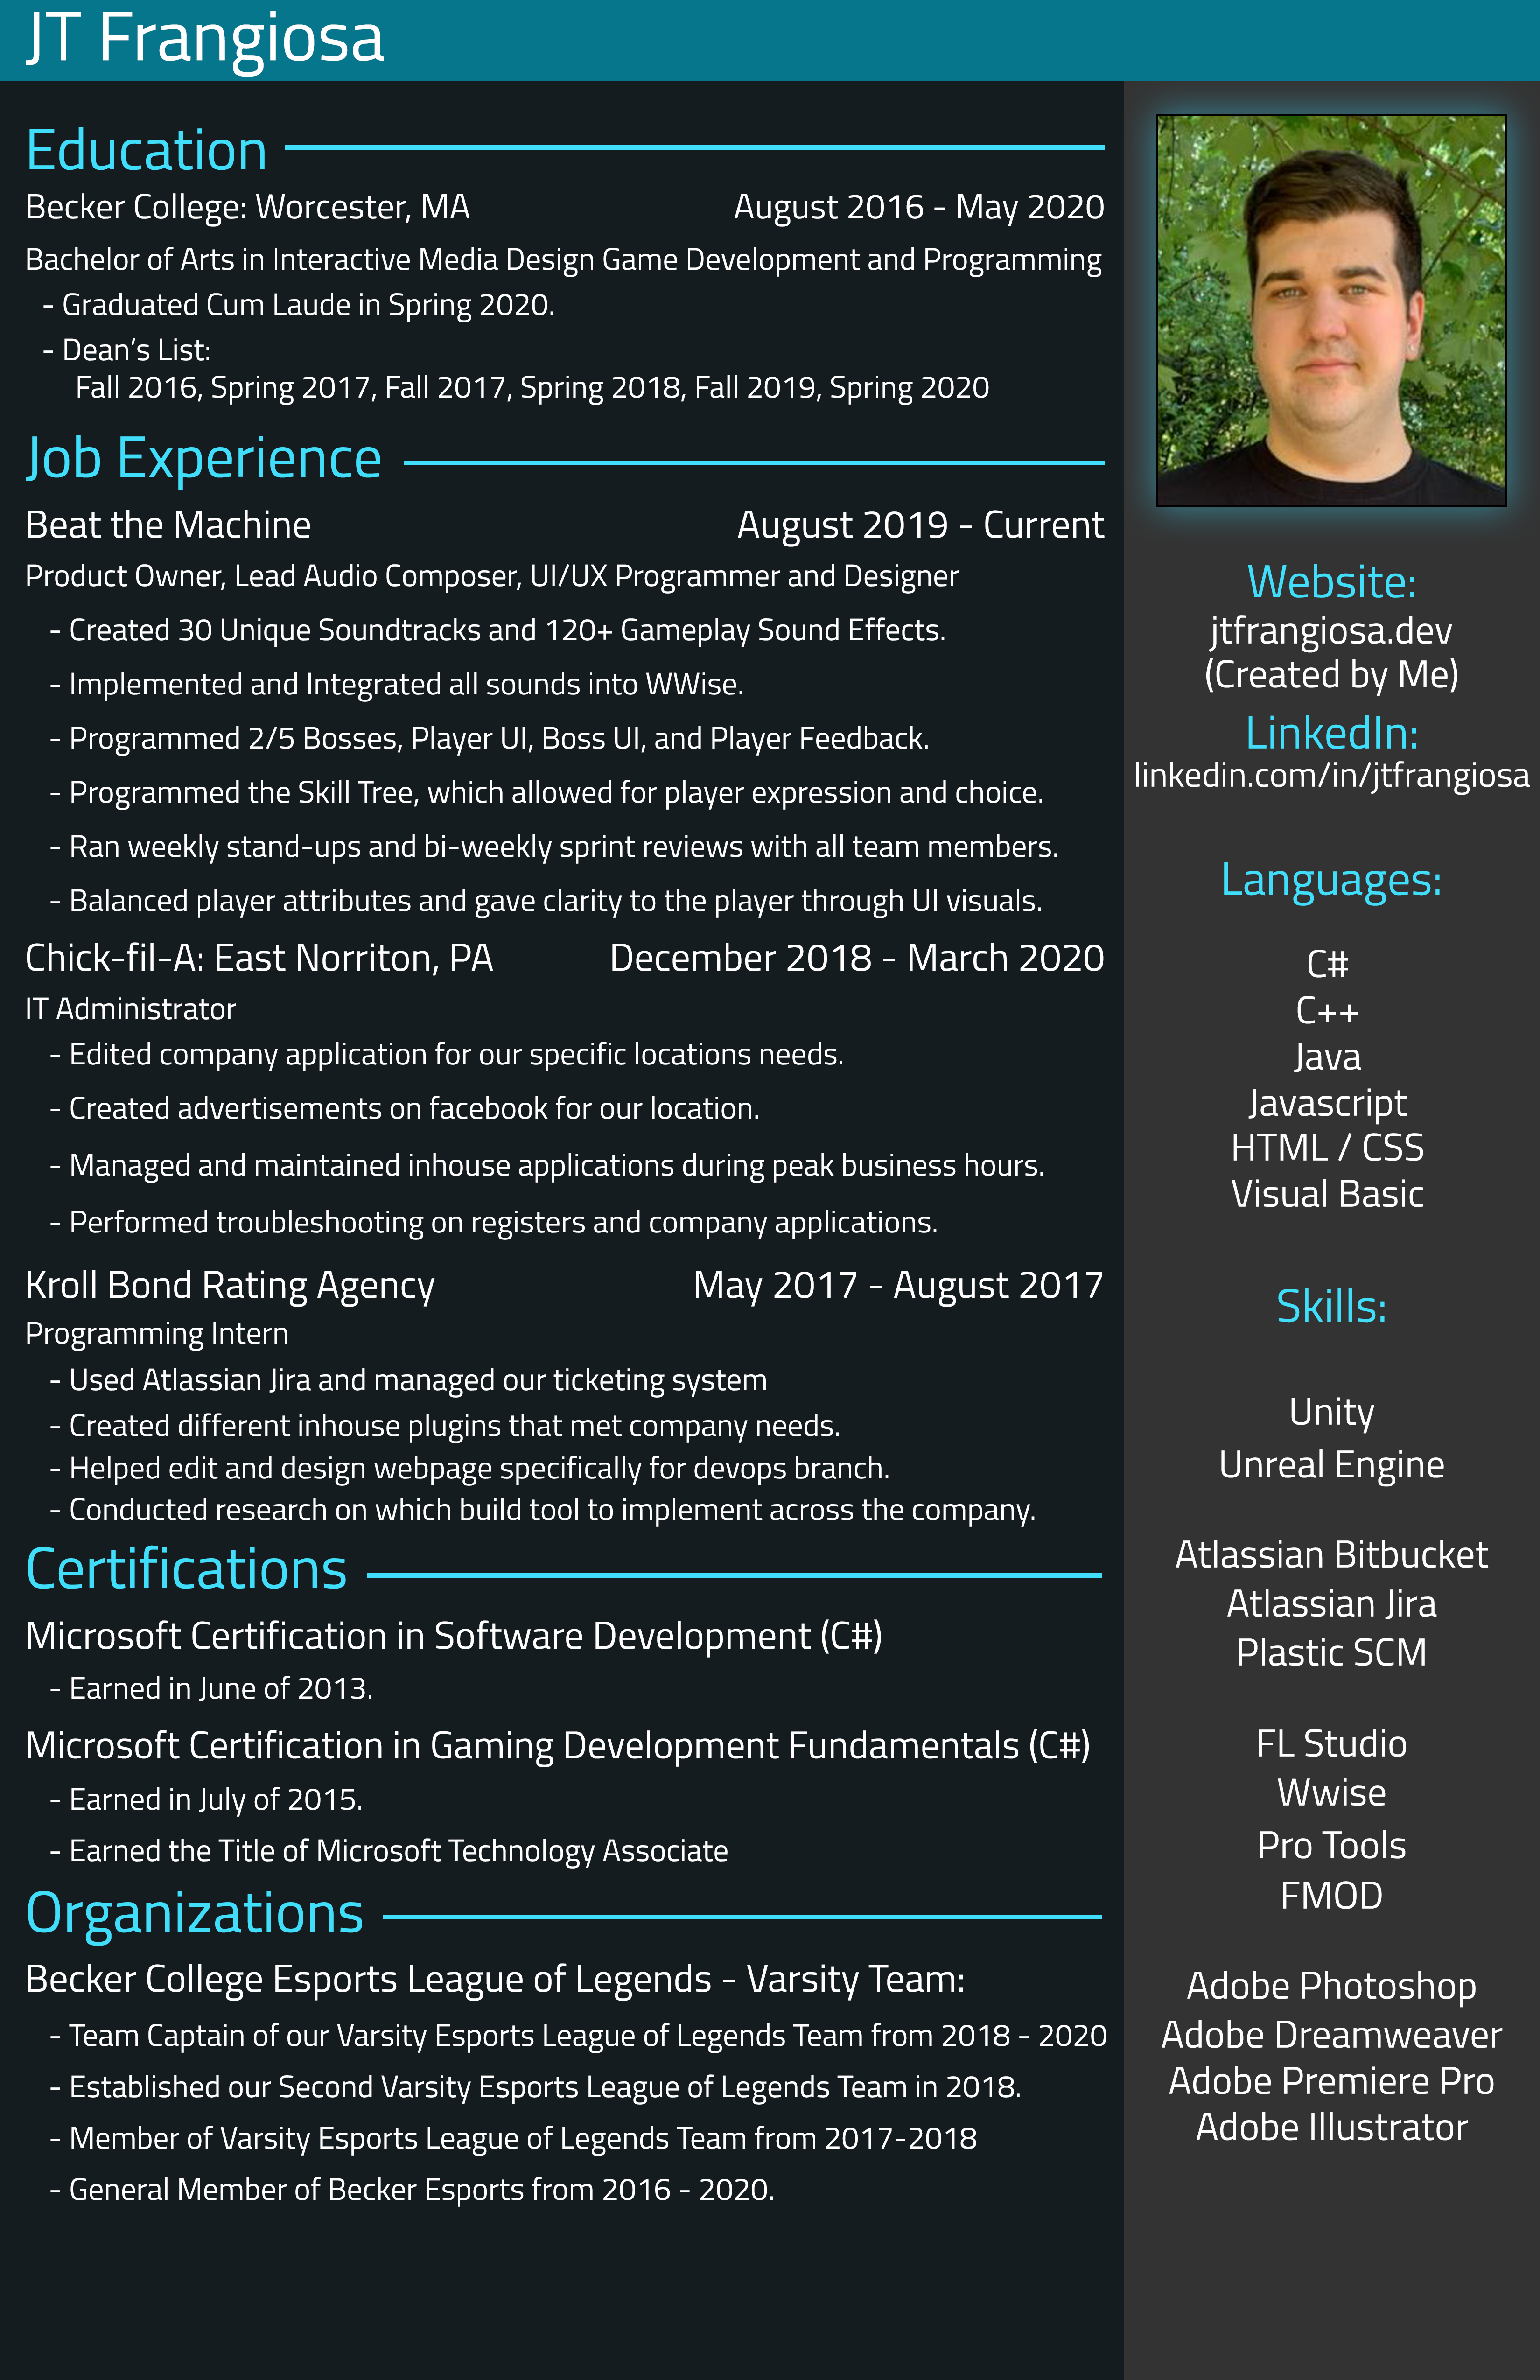 JT Frangiosa
Education
Becker College: Worcester, MA August 2016 - May 2020
Bachelor of Arts in Interactive Media Design Game Development and Programming
- Graduated Cum Laude in Spring 2020.
- Dean’s List:
Fall 2016, Spring 2017, Fall 2017, Spring 2018, Fall 2019, Spring 2020
Job Experience
Beat the Machine August 2019 - Current
Product Owner, Lead Audio Composer, UI/UX Programmer and Designer
- Created 30 Unique Soundtracks and 120+ Gameplay Sound Effects.
- Implemented and Integrated all sounds into WWise.
- Programmed 2/5 Bosses, Player UI, Boss UI, and Player Feedback.
- Programmed the Skill Tree, which allowed for player expression and choice.
- Ran weekly stand-ups and bi-weekly sprint reviews with all team members.
- Balanced player attributes and gave clarity to the player through UI visuals.
Chick-fil-A: East Norriton, PA December 2018 - March 2020
IT Administrator
- Edited company application for our specific locations needs.
- Created advertisements on facebook for our location.
- Managed and maintained inhouse applications during peak business hours.
- Performed troubleshooting on registers and company applications.
Kroll Bond Rating Agency May 2017 - August 2017
Programming Intern
- Used Atlassian Jira and managed our ticketing system
- Created different inhouse plugins that met company needs.
- Helped edit and design webpage specifically for devops branch.
- Conducted research on which build tool to implement across the company.
Certifications
Microsoft Certification in Software Development (C#)
- Earned in June of 2013.
Microsoft Certification in Gaming Development Fundamentals (C#)
- Earned in July of 2015.
- Earned the Title of Microsoft Technology Associate
Organizations
Becker College Esports League of Legends - Varsity Team:
- Team Captain of our Varsity Esports League of Legends Team from 2018 - 2020
- Established our Second Varsity Esports League of Legends Team in 2018.
- Member of Varsity Esports League of Legends Team from 2017-2018
- General Member of Becker Esports from 2016 - 2020.
Website:
jtfrangiosa.dev
(Created by Me)
LinkedIn:
linkedin.com/in/jtfrangiosa
Languages:
C#
C++
Java
Javascript
HTML / CSS
Visual Basic
Skills:
Unity
Unreal Engine
Atlassian Bitbucket
Atlassian Jira
Plastic SCM
FL Studio
Wwise
Pro Tools
FMOD
Adobe Photoshop
Adobe Dreamweaver
Adobe Premiere Pro
Adobe Illustrator